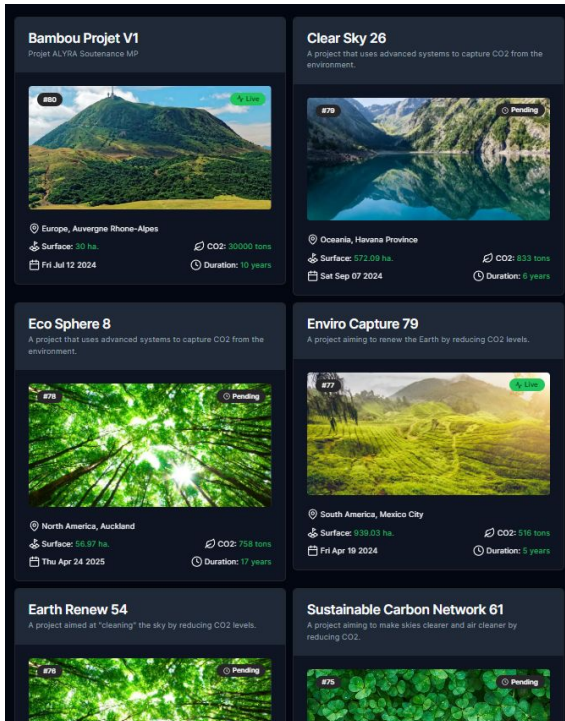 Bambou Projet V1
Projet ALYRA Soutenance MP
#80
Live
Europe, Auvergne Rhone-Alpes
Surface: 30 ha.
CO2: 30000 tons
Fri Jul 12 2024
Duration: 10 years
Clear Sky 26
A project that uses advanced systems to capture CO2 from the
environment.
#79
Pending
Oceania, Havana Province
Surface: 572.09 ha.
CO2: 833 tons
Sat Sep 07 2024
Duration: 6 years
Eco Sphere 8
A project that uses advanced systems to capture CO2 from the
environment.
#78
Pending
North America, Auckland
Surface: 56.97 ha.
CO2: 758 tons
Thu Apr 24 2025
Duration: 17 years
Enviro Capture 79
A project aiming to renew the Earth by reducing CO2 levels.
#77
Live
South America, Mexico City
Surface: 939.03 ha.
CO2: 516 tons
Fri Apr 19 2024
Duration: 5 years
Earth Renew 54
A project aimed at "cleaning" the sky by reducing CO2 levels.
#76
Pending
Sustainable Carbon Network 61
A project aiming to make skies clearer and air cleaner by
reducing CO2.
#75
Pending